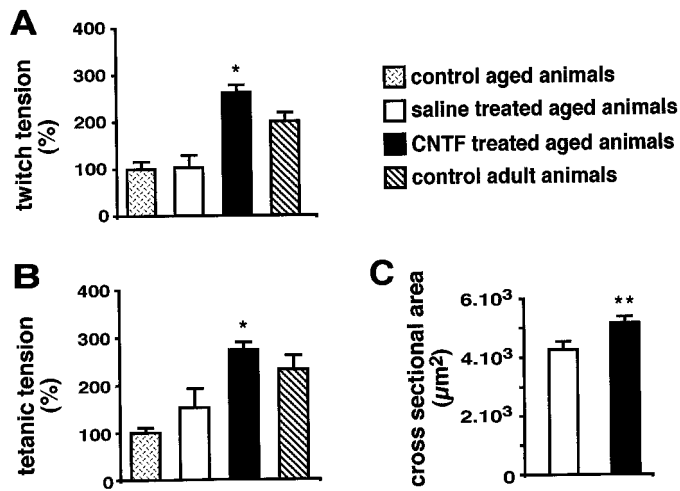 A
twitch tension
(%)
400
300
200
100
0
*
control aged animals
saline treated aged animals
CNTF treated aged animals
control adult animals
B
tetanic tension
(%)
400
300
200
100
0
*
C
cross sectional area
(µm²)
6.10³
4.10³
2.10³
0
**